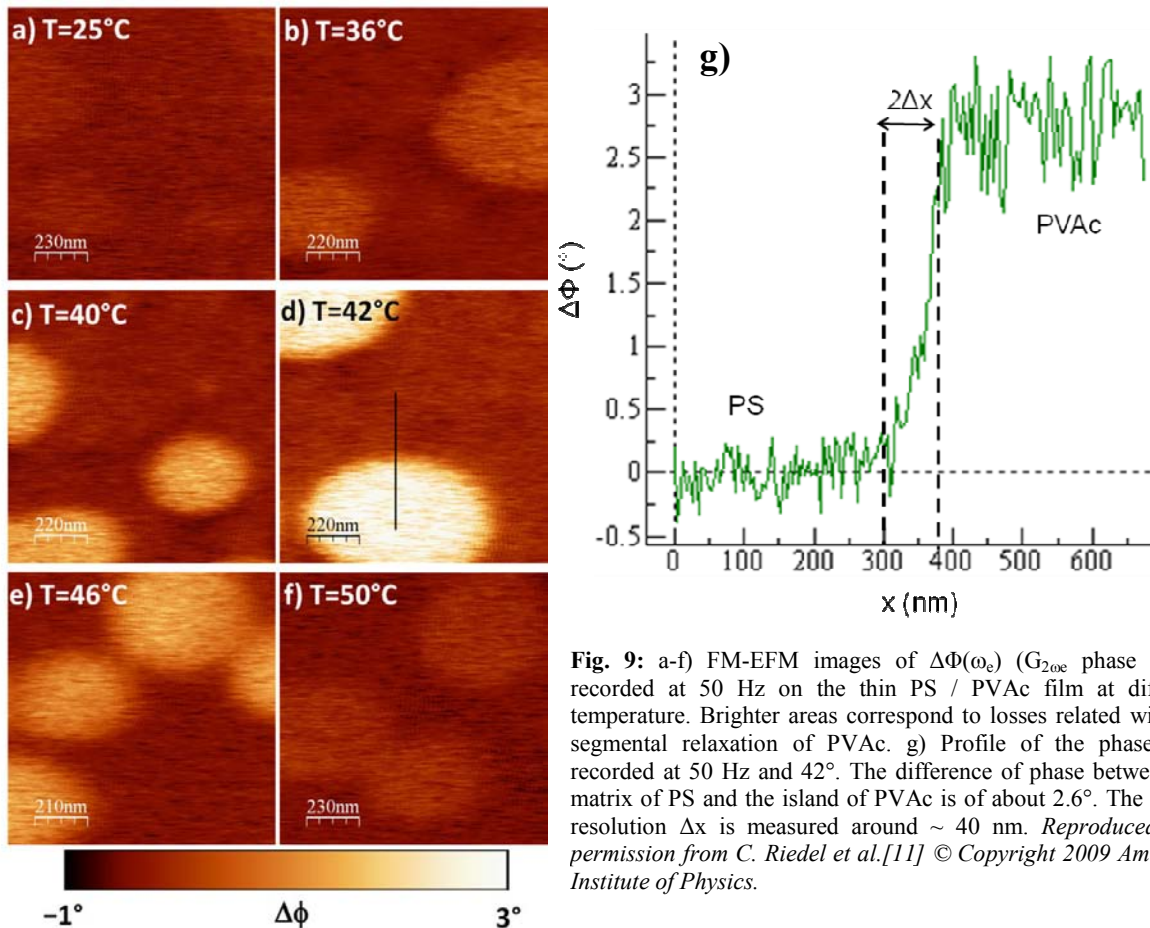 a) T=25°C
230nm
b) T=36°C
220nm
c) T=40°C
220nm
d) T=42°C
220nm
e) T=46°C
210nm
f) T=50°C
230nm
−1°
Δϕ
3°
g)
2Δx
3
2.5
2
1.5
1
0.5
0
-0.5
PS
PVAc
ΔΦ (°)
0 100 200 300 400 500 600
x (nm)
Fig. 9: a-f) FM-EFM images of ΔΦ(ωe) (G2ωe phase
recorded at 50 Hz on the thin PS / PVAc film at dif
temperature. Brighter areas correspond to losses related wi
segmental relaxation of PVAc. g) Profile of the phase
recorded at 50 Hz and 42°. The difference of phase betwe
matrix of PS and the island of PVAc is of about 2.6°. The
resolution Δx is measured around ~ 40 nm. Reproduced
permission from C. Riedel et al.[11] © Copyright 2009 Am
Institute of Physics.